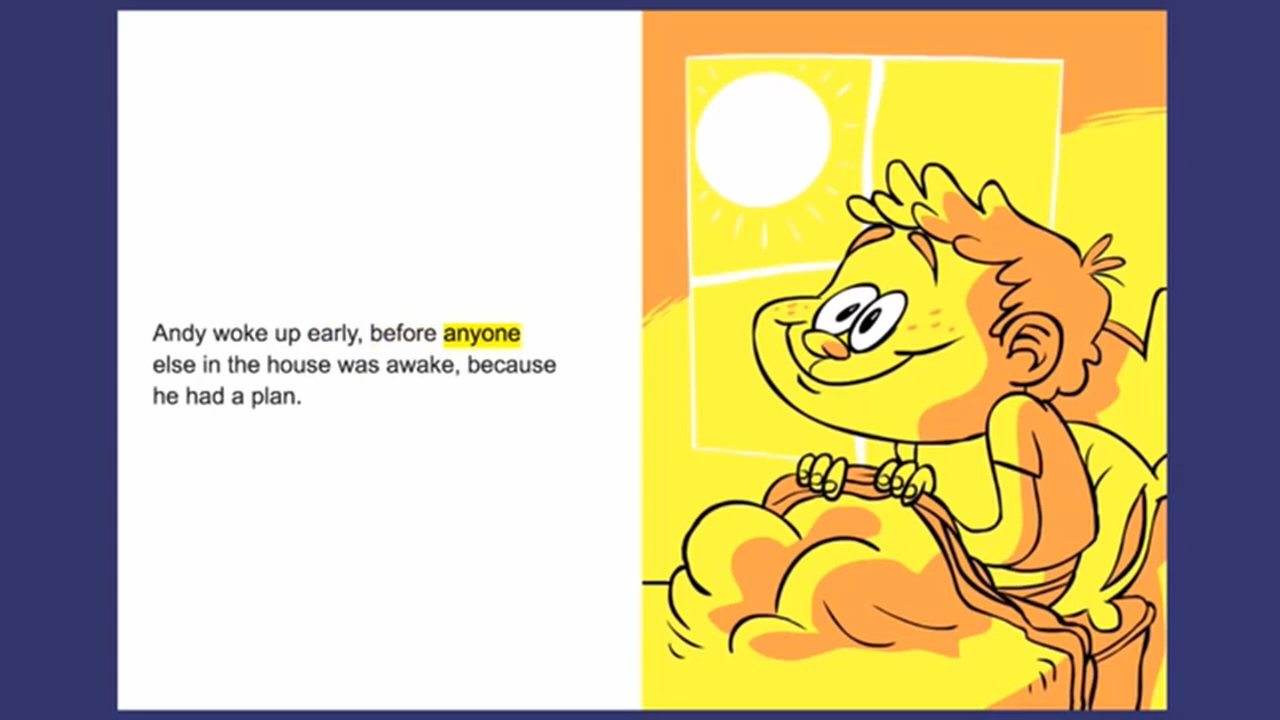 Andy woke up early, before anyone
else in the house was awake, because
he had a plan.